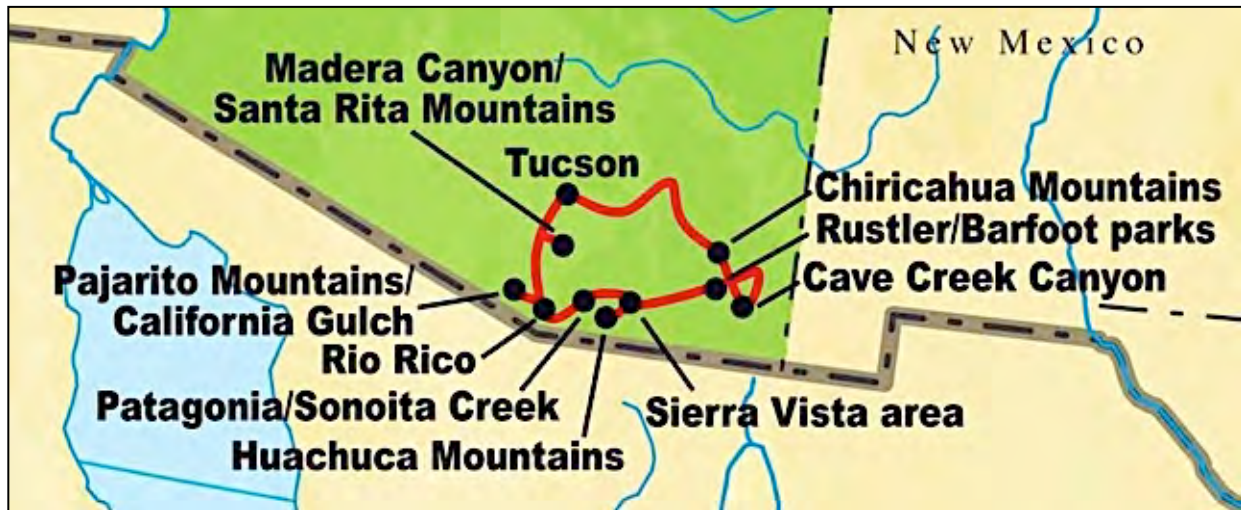 New Mexico
Madera Canyon/
Santa Rita Mountains
Tucson
Chiricahua Mountains
Rustler/Barfoot parks
Cave Creek Canyon
Pajarito Mountains/
California Gulch
Rio Rico
Patagonia/Sonoita Creek
Sierra Vista area
Huachuca Mountains